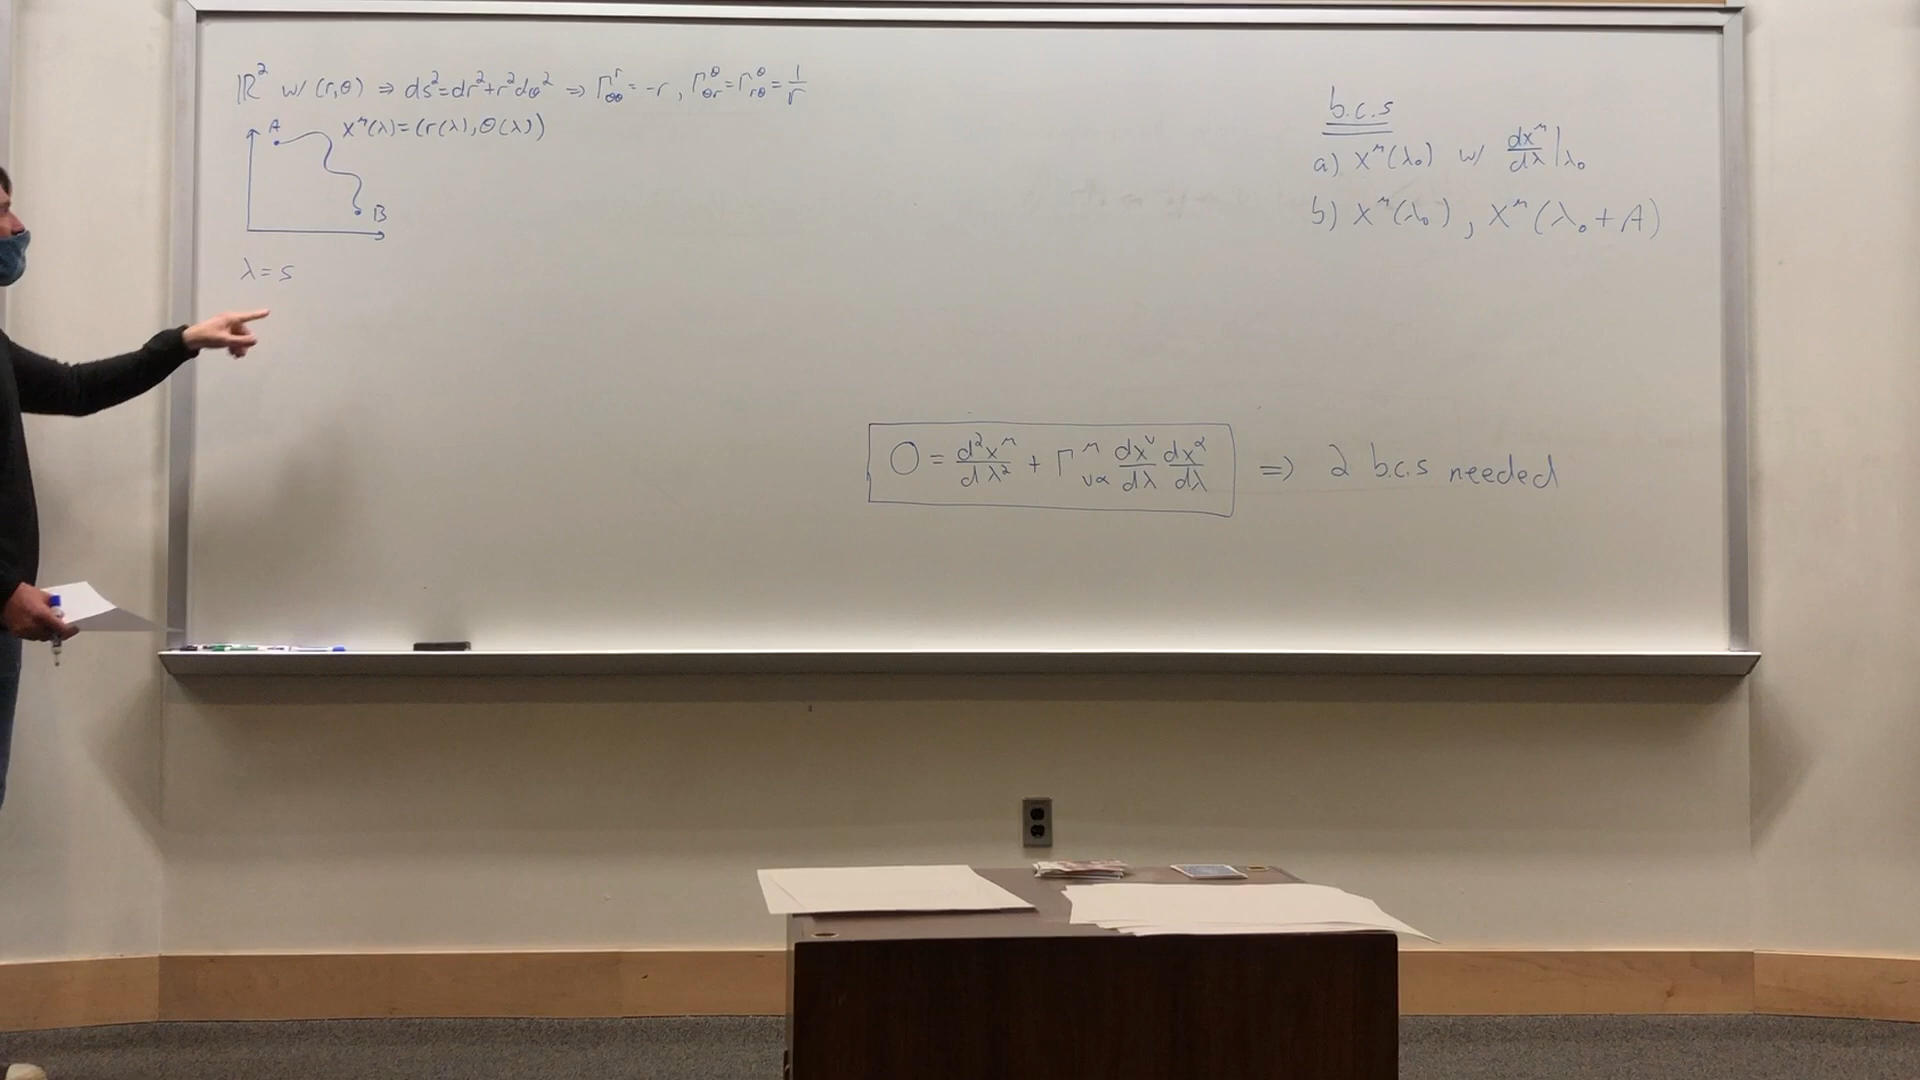 ℝ² w/ (r,θ) ⇒ ds²=dr²+r²dθ² ⇒ Γ^r_θθ = -r , Γ^θ_θr = Γ^θ_rθ = 1/r
A
x^μ(λ)=(r(λ),θ(λ))
B
λ = s
b.c.s
a) x^μ(λ₀) w/ dx^μ/dλ|λ₀
b) x^μ(λ₀) , x^μ(λ₀+A)
0 = d²x^μ/dλ² + Γ^μ_να dx^ν/dλ dx^α/dλ ⇒ 2 b.c.s needed